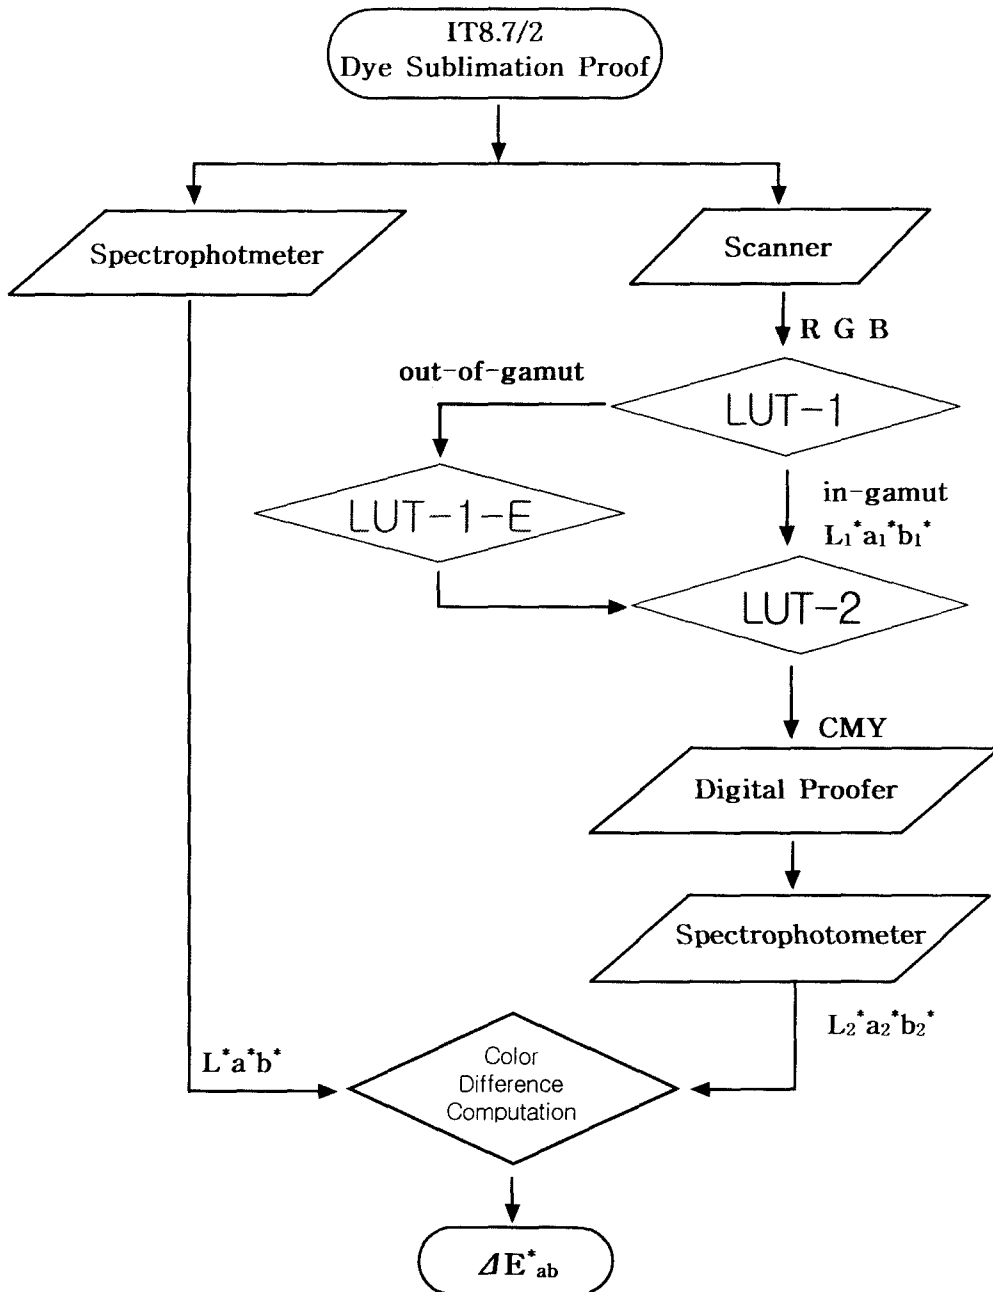 IT8.7/2
Dye Sublimation Proof
Spectrophotmeter
Scanner
R G B
out-of-gamut
LUT-1
LUT-1-E
in-gamut
L₁*a₁*b₁*
LUT-2
CMY
Digital Proofer
Spectrophotometer
L₂*a₂*b₂*
L*a*b*
Color
Difference
Computation
ΔE*ab